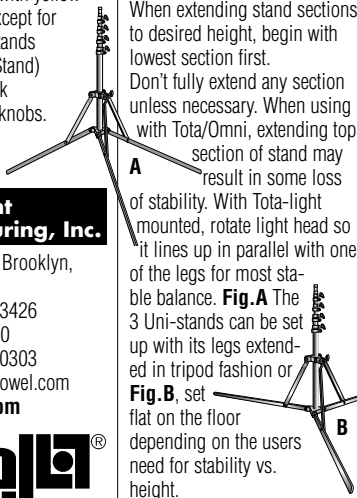 xcept for
tands
Stand)
k
knobs.
nt
uring, Inc.
Brooklyn,
3426
0
0303
owel.com
om
®
When extending stand sections
to desired height, begin with
lowest section first.
Don't fully extend any section
unless necessary. When using
with Tota/Omni, extending top
section of stand may
result in some loss
of stability. With Tota-light
mounted, rotate light head so
it lines up in parallel with one
of the legs for most sta-
ble balance. Fig.A The
3 Uni-stands can be set
up with its legs extend-
ed in tripod fashion or
Fig.B, set
flat on the floor
depending on the users
need for stability vs.
height.
A
B